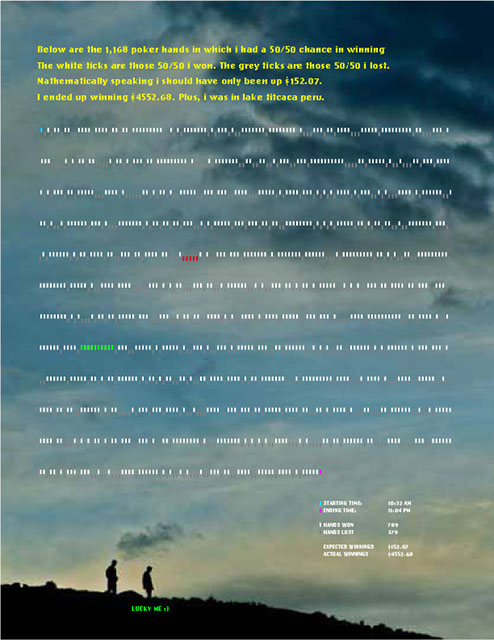 Below are the 1,168 poker hands in which i had a 50/50 chance in winning
The white ticks are those 50/50 i won. The grey ticks are those 50/50 i lost.
Mathematically speaking i should have only been up $152.07.
I ended up winning $4552.68. Plus, i was in lake titcaca peru.
STARTING TIME: 10:32 AM
ENDING TIME: 11:04 PM
HANDS WON 789
HANDS LOST 379
EXPECTED WINNINGS $152.07
ACTUAL WINNINGS $4552.68
LUCKY ME :)